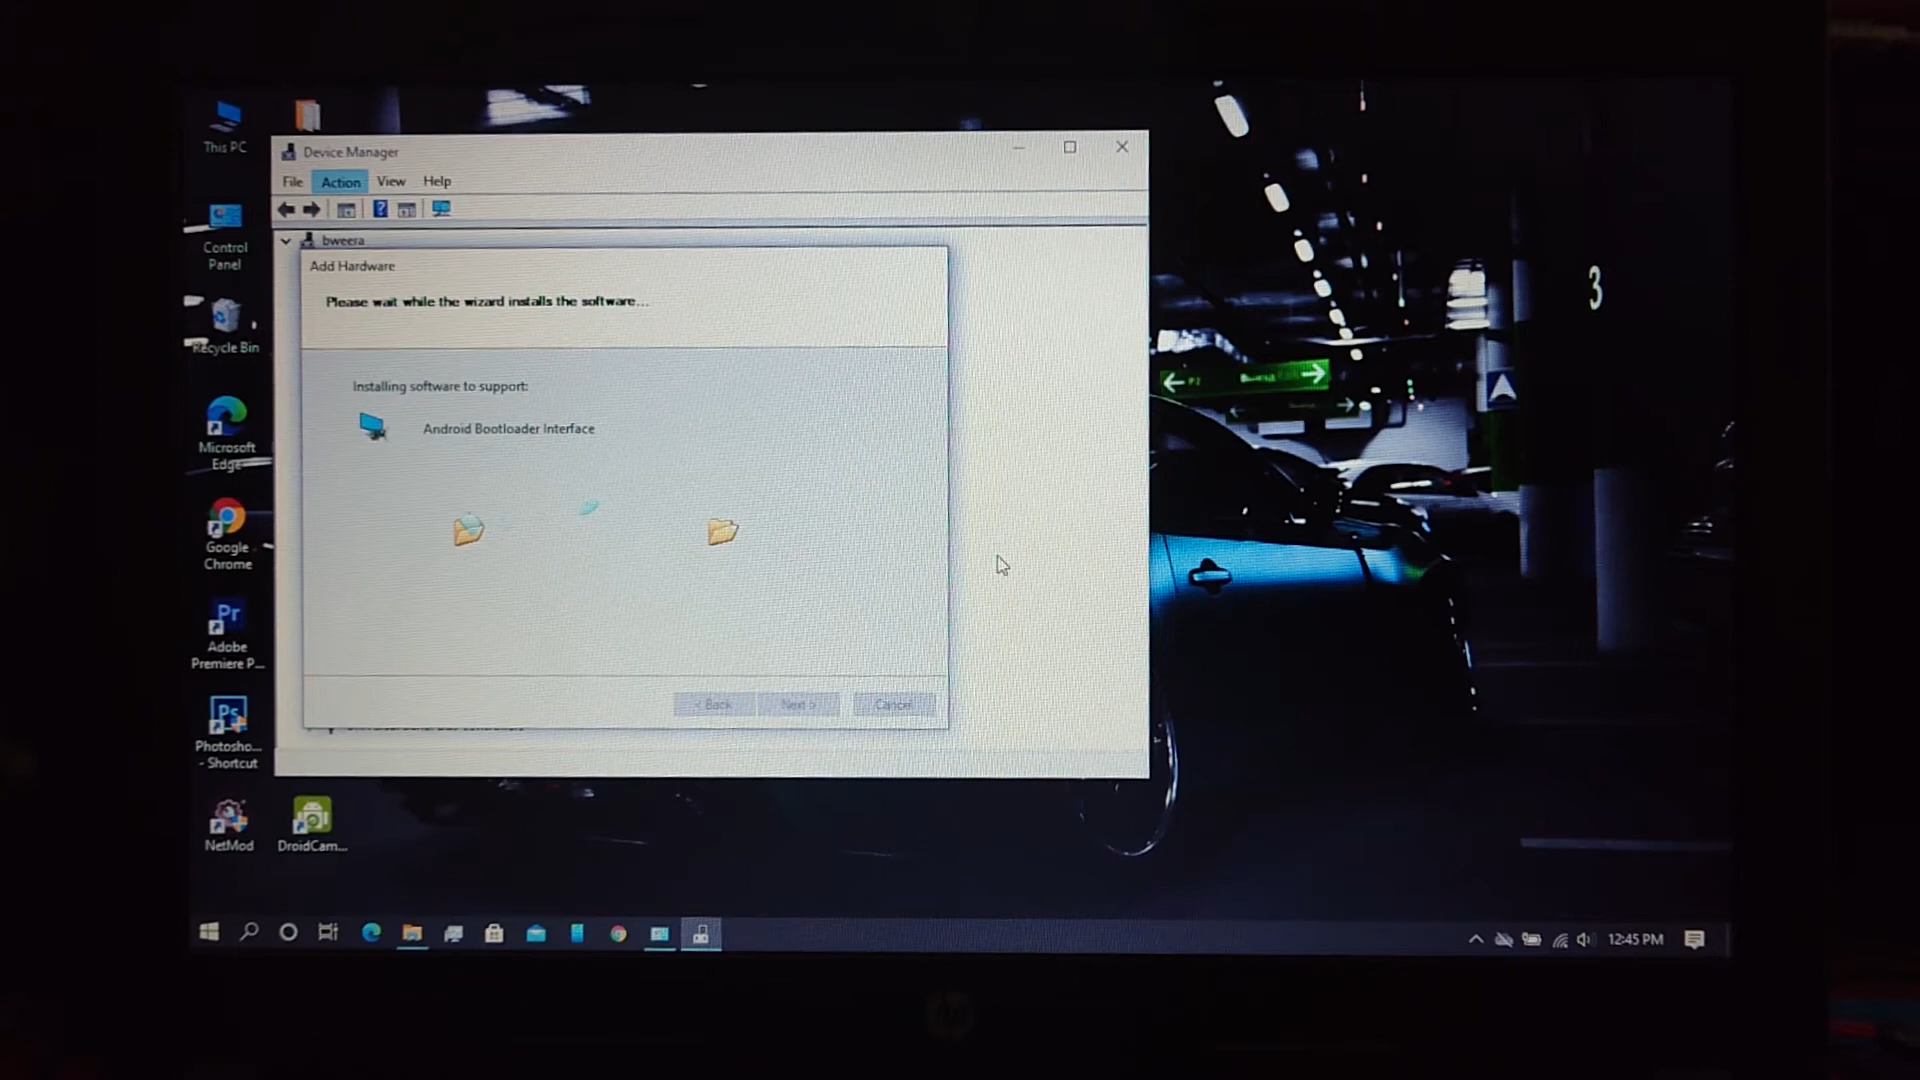 This PC
Control
Panel
Recycle Bin
Microsoft
Edge
Google
Chrome
Adobe
Premiere P...
Photosho...
- Shortcut
NetMod
DroidCam...
Device Manager
File Action View Help
bweera
Add Hardware
Please wait while the wizard installs the software...
Installing software to support:
Android Bootloader Interface
< Back Next > Cancel
3
12:45 PM